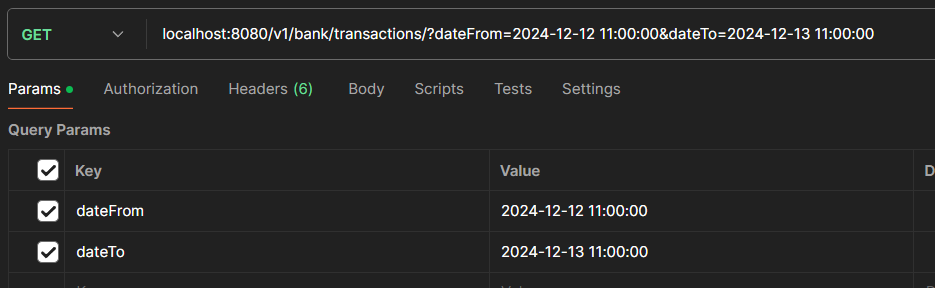 GET localhost:8080/v1/bank/transactions/?dateFrom=2024-12-12 11:00:00&dateTo=2024-12-13 11:00:00
Params Authorization Headers (6) Body Scripts Tests Settings
Query Params
Key Value D
dateFrom 2024-12-12 11:00:00
dateTo 2024-12-13 11:00:00